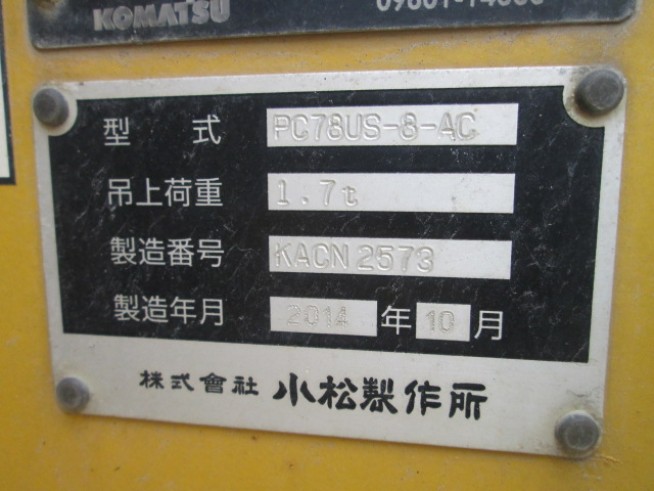 KOMATSU
型式 PC78US-8-AC
吊上荷重 1.7t
製造番号 KACN 2573
製造年月 2014 年 10 月
株式會社 小松製作所